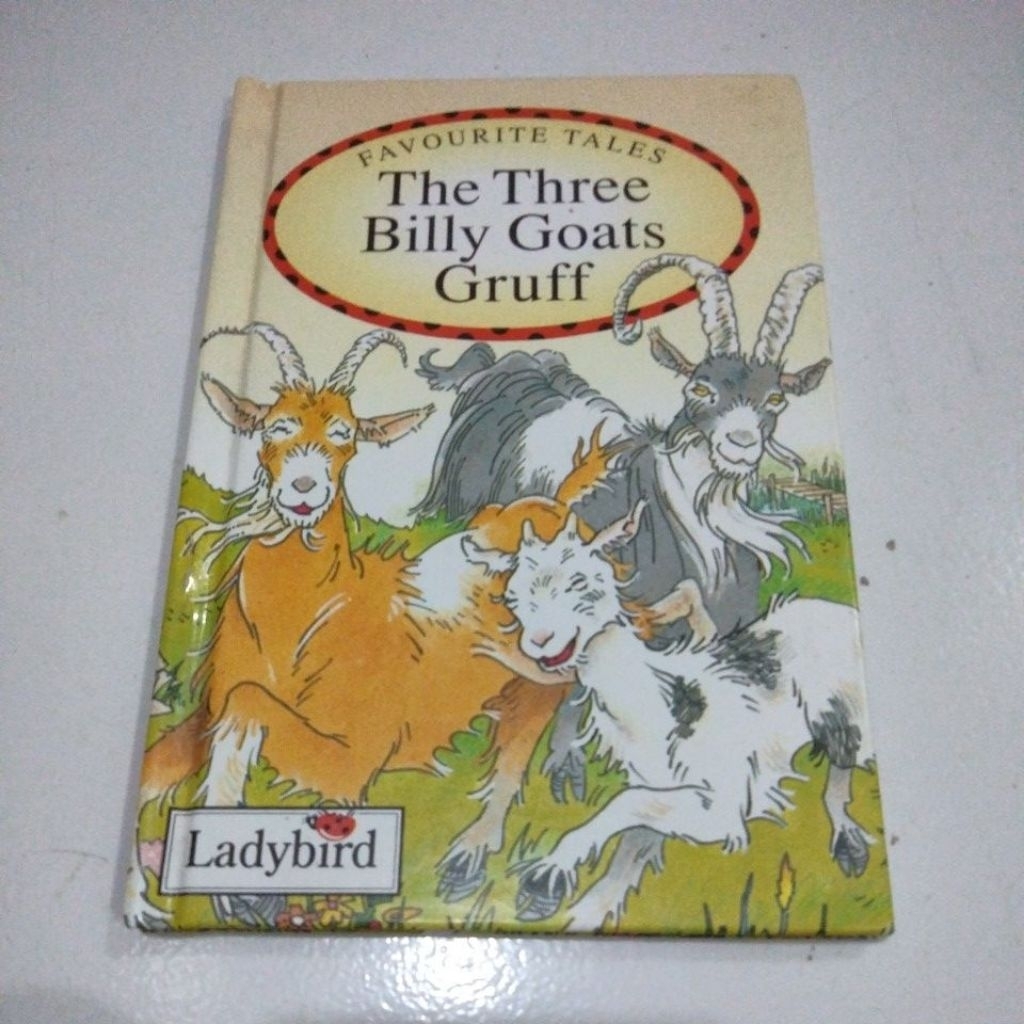 FAVOURITE TALES
The Three
Billy Goats
Gruff
Ladybird